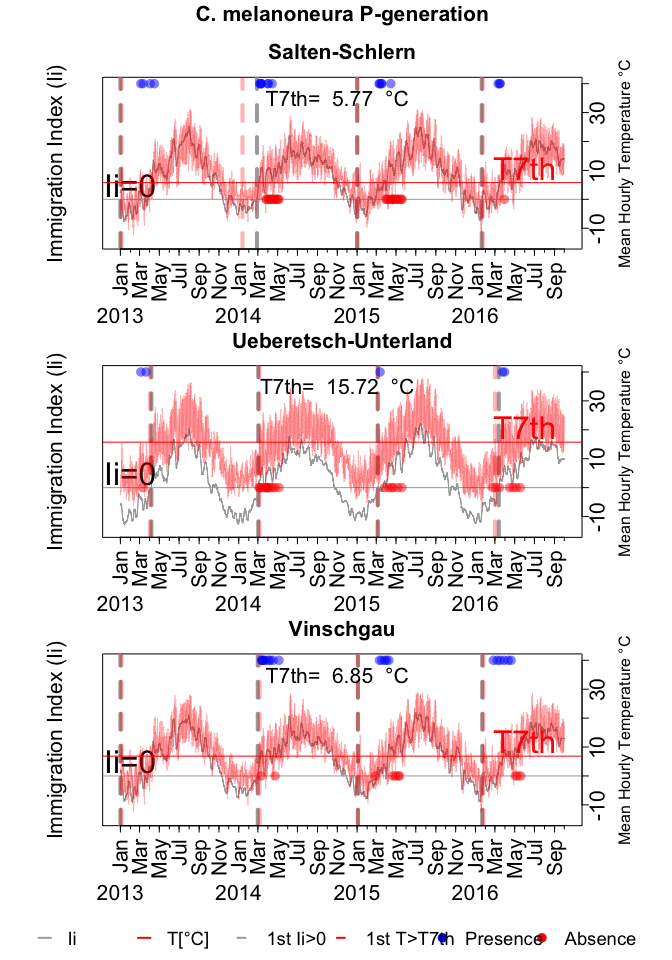 C. melanoneura P-generation
Salten-Schlern
Immigration Index (Ii)
T7th= 5.77 °C
Ii=0
T7th
30
10
-10
Mean Hourly Temperature °C
Jan Mar May Jul Sep Nov Jan Mar May Jul Sep Nov Jan Mar May Jul Sep Nov Jan Mar May Jul Sep
2013 2014 2015 2016
Ueberetsch-Unterland
Immigration Index (Ii)
T7th= 15.72 °C
Ii=0
T7th
30
10
-10
Mean Hourly Temperature °C
Jan Mar May Jul Sep Nov Jan Mar May Jul Sep Nov Jan Mar May Jul Sep Nov Jan Mar May Jul Sep
2013 2014 2015 2016
Vinschgau
Immigration Index (Ii)
T7th= 6.85 °C
Ii=0
T7th
30
10
-10
Mean Hourly Temperature °C
Jan Mar May Jul Sep Nov Jan Mar May Jul Sep Nov Jan Mar May Jul Sep Nov Jan Mar May Jul Sep
2013 2014 2015 2016
Ii T[°C] 1st Ii>0 1st T>T7th Presence Absence